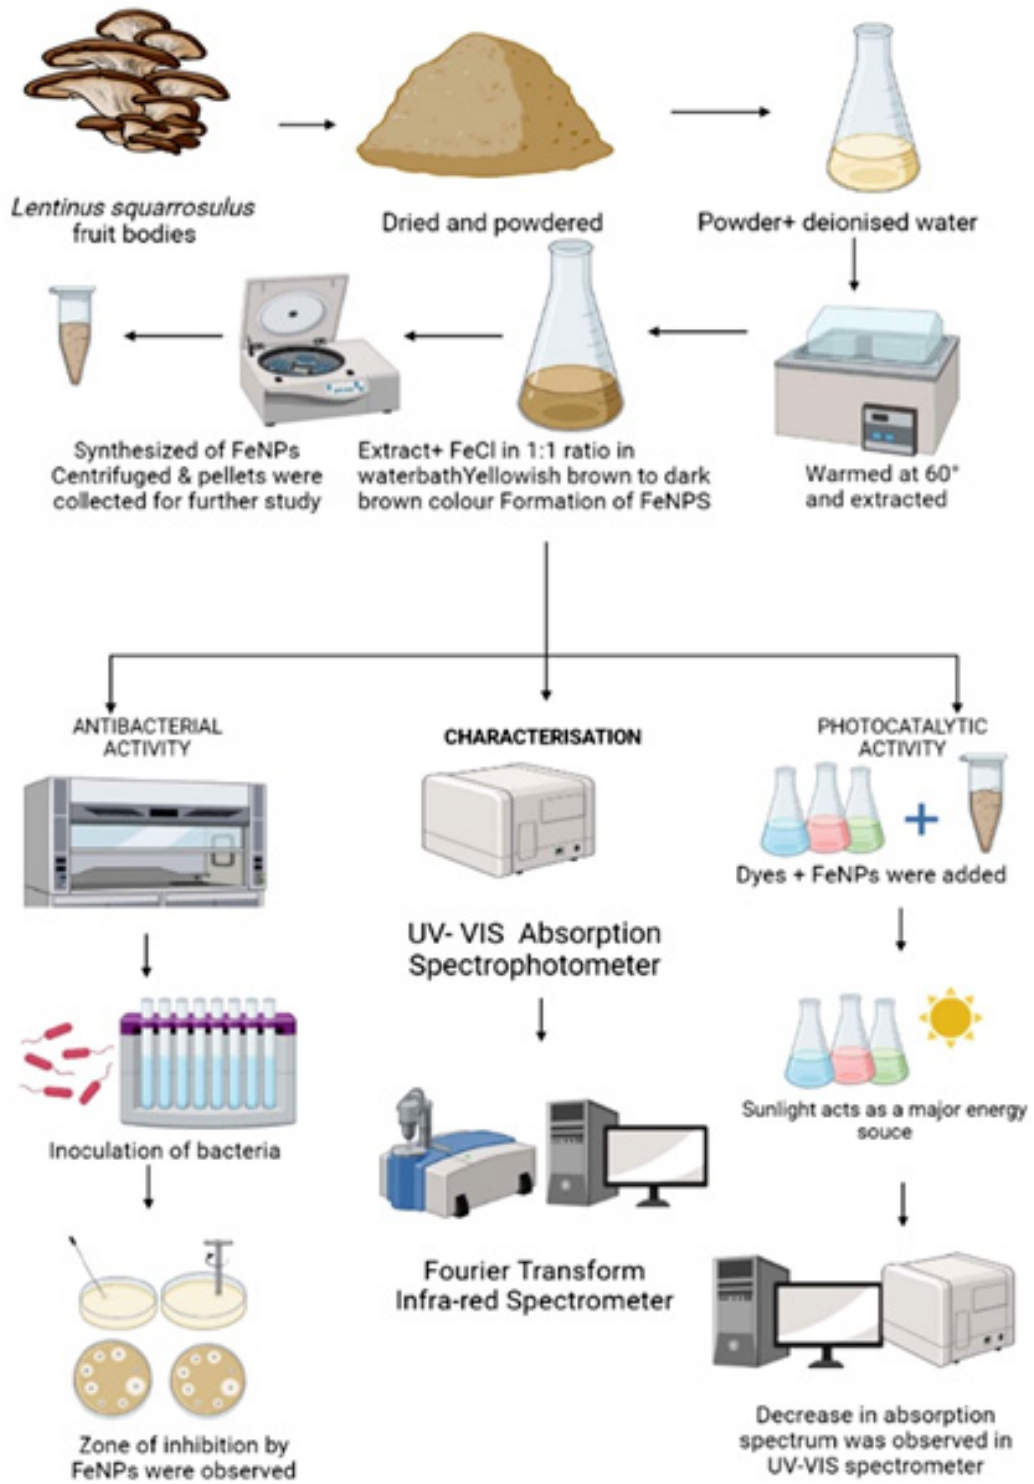 Lentinus squarrosulus
fruit bodies
Dried and powdered
Powder+ deionised water
Synthesized of FeNPs
Centrifuged & pellets were
collected for further study
Extract+ FeCl in 1:1 ratio in
waterbathYellowish brown to dark
brown colour Formation of FeNPS
Warmed at 60°
and extracted
ANTIBACTERIAL
ACTIVITY
CHARACTERISATION
PHOTOCATALYTIC
ACTIVITY
Dyes + FeNPs were added
UV- VIS Absorption
Spectrophotometer
Inoculation of bacteria
Sunlight acts as a major energy
souce
Fourier Transform
Infra-red Spectrometer
Zone of inhibition by
FeNPs were observed
Decrease in absorption
spectrum was observed in
UV-VIS spectrometer